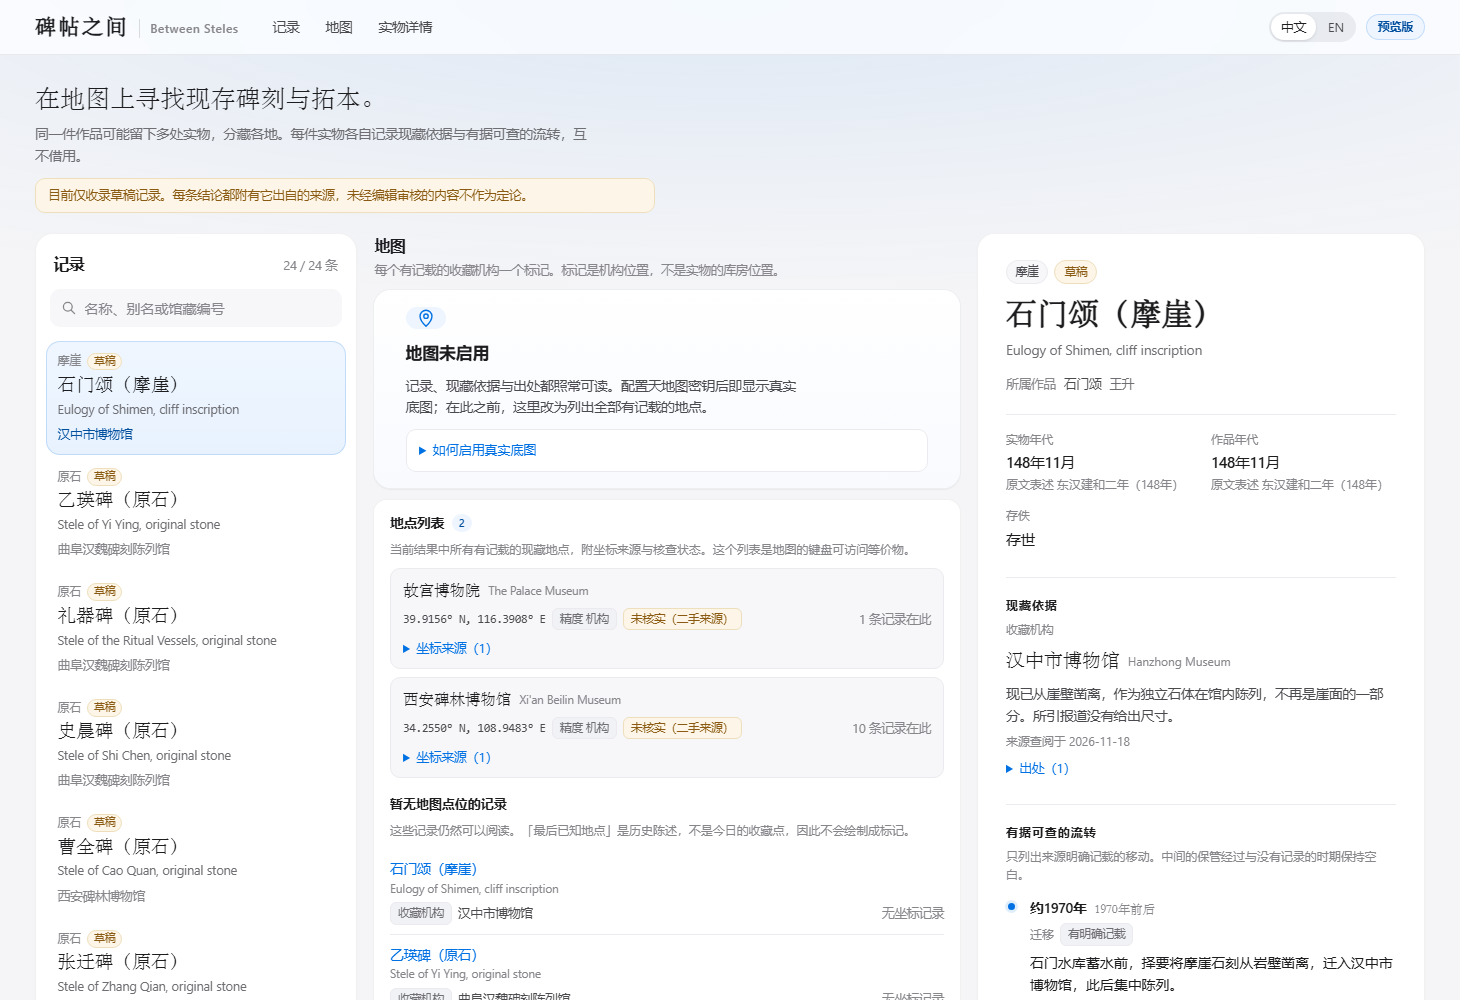 碑帖之间 Between Steles 记录 地图 实物详情 中文 EN 预览版
在地图上寻找现存碑刻与拓本。
同一件作品可能留下多处实物，分藏各地。每件实物各自记录现藏依据与有据可查的流转，互
不借用。
目前仅收录草稿记录。每条结论都附有它出自的来源，未经编辑审核的内容不作为定论。
记录 24 / 24 条
名称、别名或馆藏编号
摩崖 草稿
石门颂（摩崖）
Eulogy of Shimen, cliff inscription
汉中市博物馆
原石 草稿
乙瑛碑（原石）
Stele of Yi Ying, original stone
曲阜汉魏碑刻陈列馆
原石 草稿
礼器碑（原石）
Stele of the Ritual Vessels, original stone
曲阜汉魏碑刻陈列馆
原石 草稿
史晨碑（原石）
Stele of Shi Chen, original stone
曲阜汉魏碑刻陈列馆
原石 草稿
曹全碑（原石）
Stele of Cao Quan, original stone
西安碑林博物馆
原石 草稿
张迁碑（原石）
Stele of Zhang Qian, original stone
地图
每个有记载的收藏机构一个标记。标记是机构位置，不是实物的库房位置。
地图未启用
记录、现藏依据与出处都照常可读。配置天地图密钥后即显示真实
底图；在此之前，这里改为列出全部有记载的地点。
如何启用真实底图
地点列表 2
当前结果中所有有记载的现藏地点，附坐标来源与核查状态。这个列表是地图的键盘可访问等价物。
故宫博物院 The Palace Museum
39.9156° N, 116.3908° E 精度 机构 未核实（二手来源） 1 条记录在此
坐标来源（1）
西安碑林博物馆 Xi'an Beilin Museum
34.2550° N, 108.9483° E 精度 机构 未核实（二手来源） 10 条记录在此
坐标来源（1）
暂无地图点位的记录
这些记录仍然可以阅读。「最后已知地点」是历史陈述，不是今日的收藏点，因此不会绘制成标记。
石门颂（摩崖）
Eulogy of Shimen, cliff inscription
收藏机构 汉中市博物馆 无坐标记录
乙瑛碑（原石）
Stele of Yi Ying, original stone
收藏机构 曲阜汉魏碑刻陈列馆 无坐标记录
摩崖 草稿
石门颂（摩崖）
Eulogy of Shimen, cliff inscription
所属作品 石门颂 王升
实物年代 作品年代
148年11月 148年11月
原文表述 东汉建和二年（148年） 原文表述 东汉建和二年（148年）
存佚
存世
现藏依据
收藏机构
汉中市博物馆 Hanzhong Museum
现已从崖壁凿离，作为独立石体在馆内陈列，不再是崖面的一部
分。所引报道没有给出尺寸。
来源查阅于 2026-11-18
出处（1）
有据可查的流转
只列出来源明确记载的移动。中间的保管经过与没有记录的时期保持空
白。
约1970年 1970年前后
迁移 有明确记载
石门水库蓄水前，择要将摩崖石刻从岩壁凿离，迁入汉中市
博物馆，此后集中陈列。